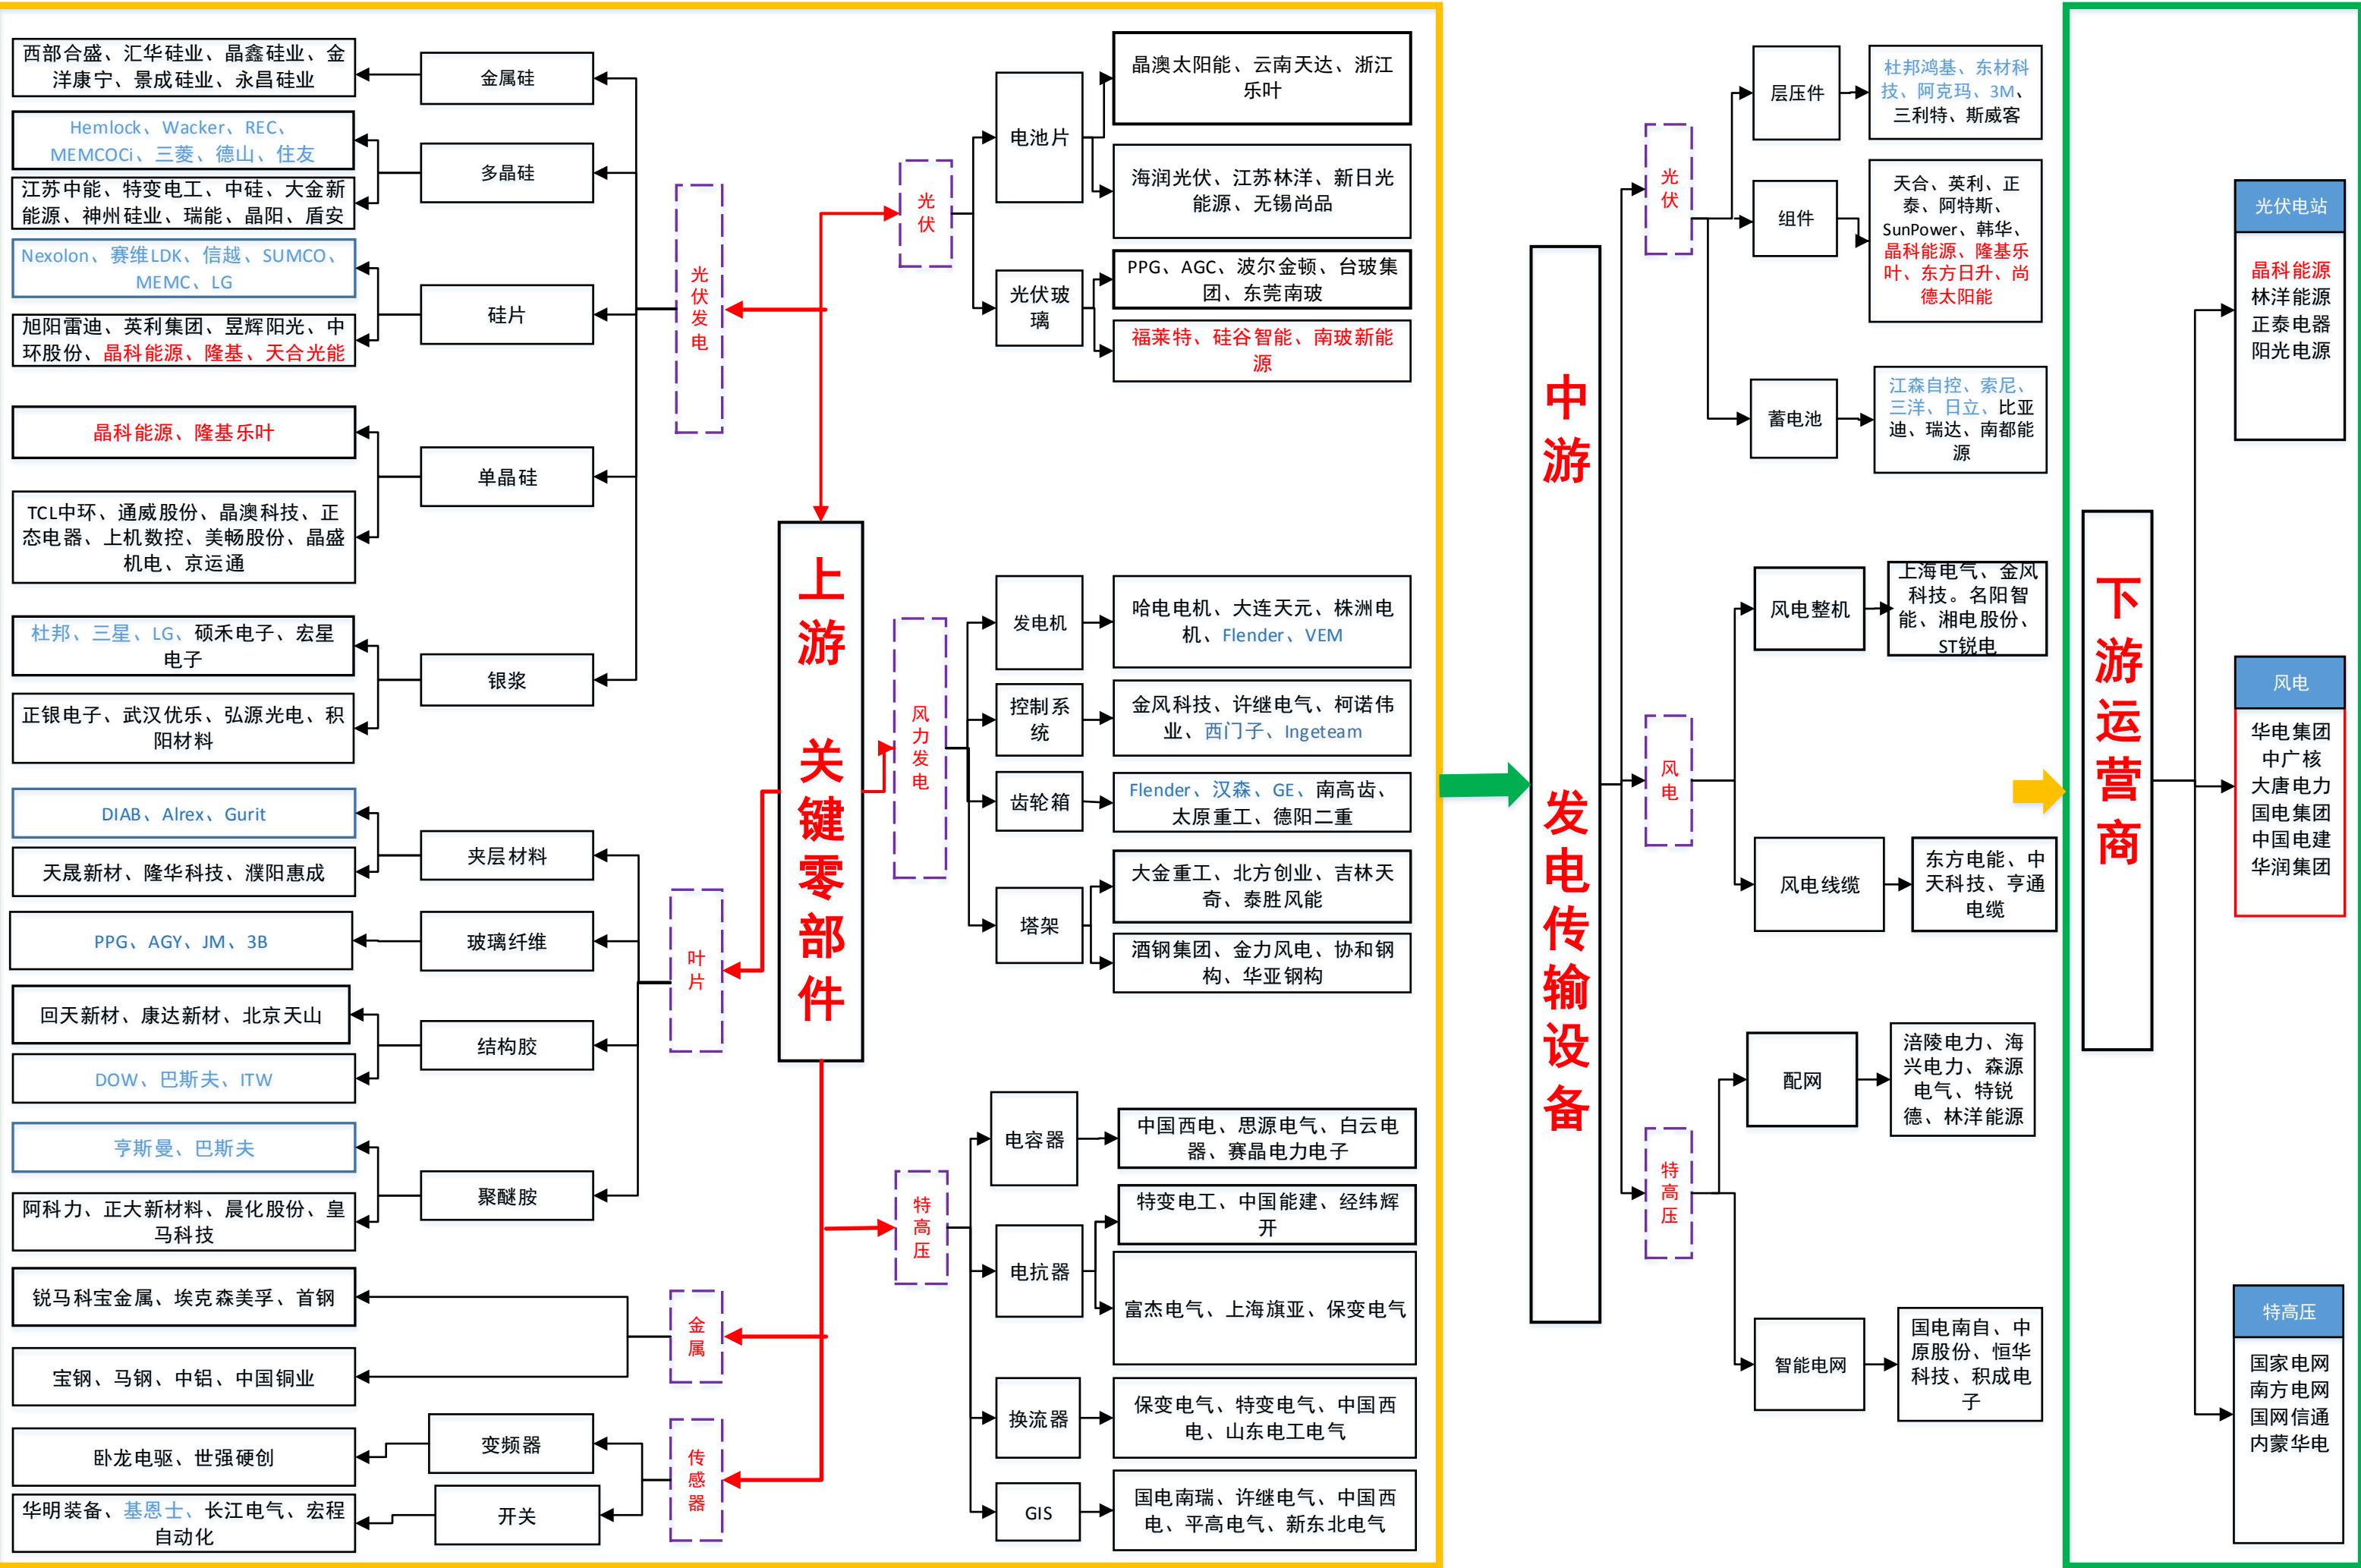 西部合盛、汇华硅业、晶鑫硅业、金
洋康宁、景成硅业、永昌硅业
金属硅
Hemlock、Wacker、REC、
MEMCOCi、三菱、德山、住友
江苏中能、特变电工、中硅、大金新
能源、神州硅业、瑞能、晶阳、盾安
多晶硅
Nexolon、赛维LDK、信越、SUMCO、
MEMC、LG
旭阳雷迪、英利集团、昱辉阳光、中
环股份、晶科能源、隆基、天合光能
硅片
晶科能源、隆基乐叶
TCL中环、通威股份、晶澳科技、正
态电器、上机数控、美畅股份、晶盛
机电、京运通
单晶硅
杜邦、三星、LG、硕禾电子、宏星
电子
正银电子、武汉优乐、弘源光电、积
阳材料
银浆
光
伏
发
电
DIAB、Alrex、Gurit
天晟新材、隆华科技、濮阳惠成
夹层材料
PPG、AGY、JM、3B
玻璃纤维
回天新材、康达新材、北京天山
DOW、巴斯夫、ITW
结构胶
亨斯曼、巴斯夫
阿科力、正大新材料、晨化股份、皇
马科技
聚醚胺
叶
片
锐马科宝金属、埃克森美孚、首钢
宝钢、马钢、中铝、中国铜业
金
属
卧龙电驱、世强硬创
变频器
华明装备、基恩士、长江电气、宏程
自动化
开关
传
感
器
上
游
关
键
零
部
件
光
伏
电池片
晶澳太阳能、云南天达、浙江
乐叶
海润光伏、江苏林洋、新日光
能源、无锡尚品
光伏玻
璃
PPG、AGC、波尔金顿、台玻集
团、东莞南玻
福莱特、硅谷智能、南玻新能
源
风
力
发
电
发电机
哈电电机、大连天元、株洲电
机、Flender、VEM
控制系
统
金风科技、许继电气、柯诺伟
业、西门子、Ingeteam
齿轮箱
Flender、汉森、GE、南高齿、
太原重工、德阳二重
塔架
大金重工、北方创业、吉林天
奇、泰胜风能
酒钢集团、金力风电、协和钢
构、华亚钢构
特
高
压
电容器
中国西电、思源电气、白云电
器、赛晶电力电子
电抗器
特变电工、中国能建、经纬辉
开
富杰电气、上海旗亚、保变电气
换流器
保变电气、特变电气、中国西
电、山东电工电气
GIS
国电南瑞、许继电气、中国西
电、平高电气、新东北电气
中
游
发
电
传
输
设
备
光
伏
层压件
杜邦鸿基、东材科
技、阿克玛、3M、
三利特、斯威客
组件
天合、英利、正
泰、阿特斯、
SunPower、韩华、
晶科能源、隆基乐
叶、东方日升、尚
德太阳能
蓄电池
江森自控、索尼、
三洋、日立、比亚
迪、瑞达、南都能
源
风
电
风电整机
上海电气、金风
科技。名阳智
能、湘电股份、
ST锐电
风电线缆
东方电能、中
天科技、亨通
电缆
特
高
压
配网
涪陵电力、海
兴电力、森源
电气、特锐
德、林洋能源
智能电网
国电南自、中
原股份、恒华
科技、积成电
子
下
游
运
营
商
光伏电站
晶科能源
林洋能源
正泰电器
阳光电源
风电
华电集团
中广核
大唐电力
国电集团
中国电建
华润集团
特高压
国家电网
南方电网
国网信通
内蒙华电